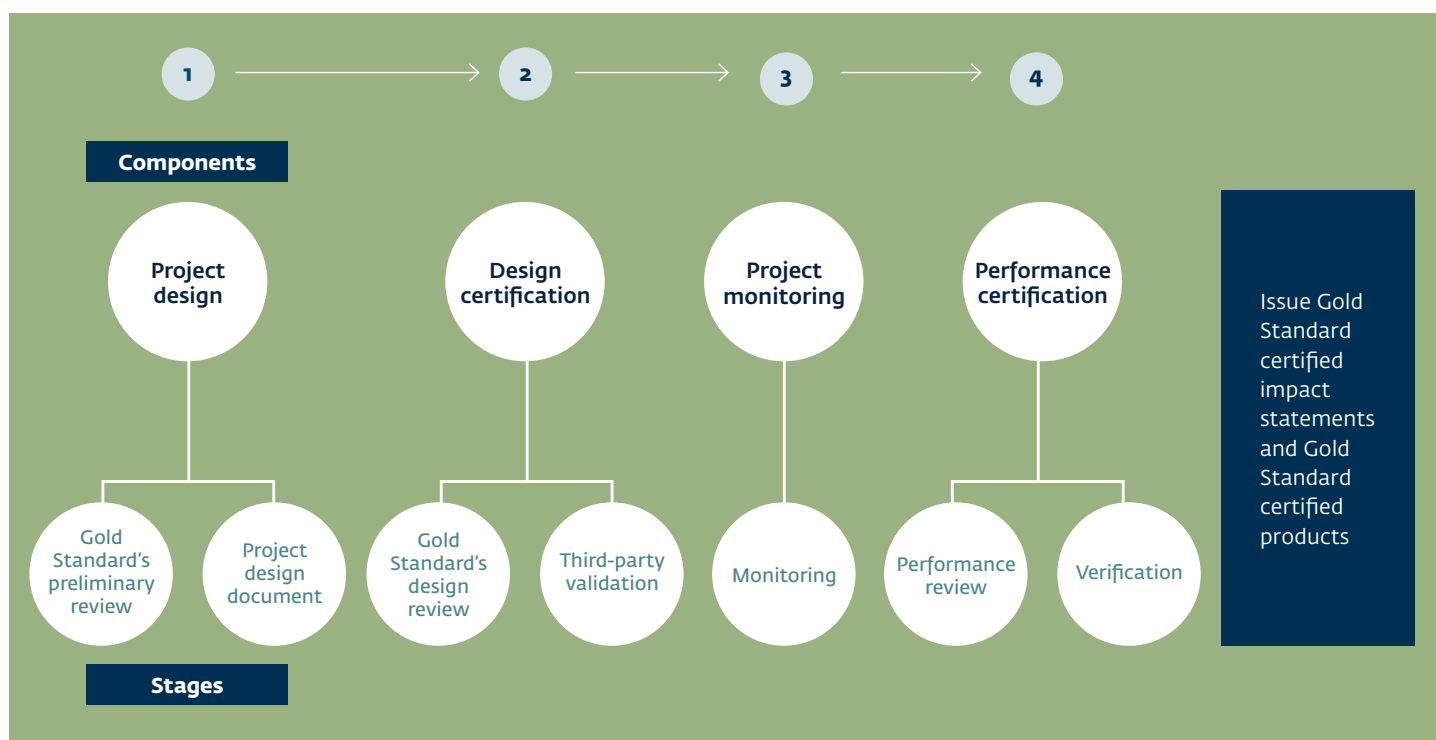 1
2
3
4
Components
Project
design
Design
certification
Project
monitoring
Performance
certification
Gold
Standard's
preliminary
review
Project
design
document
Gold
Standard's
design
review
Third-party
validation
Monitoring
Performance
review
Verification
Stages
Issue Gold
Standard
certified
impact
statements
and Gold
Standard
certified
products